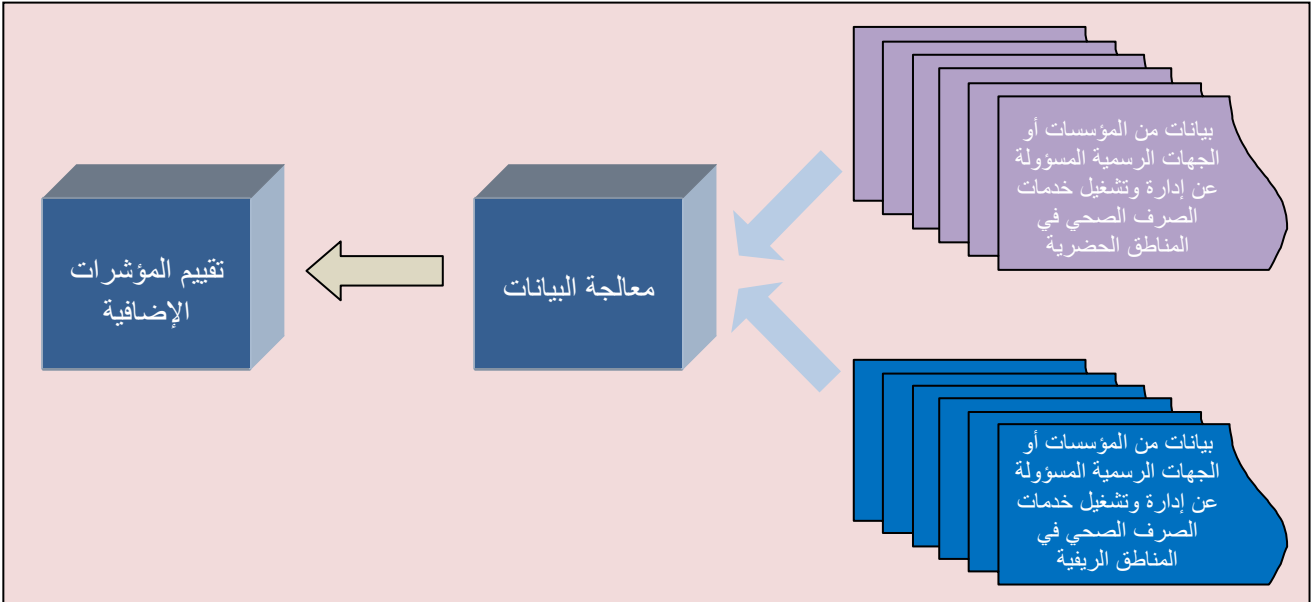 بيانات من المؤسسات أو
الجهات الرسمية المسؤولة
عن إدارة وتشغيل خدمات
الصرف الصحي في
المناطق الحضرية
معالجة البيانات
تقييم المؤشرات
الإضافية
بيانات من المؤسسات أو
الجهات الرسمية المسؤولة
عن إدارة وتشغيل خدمات
الصرف الصحي في
المناطق الريفية